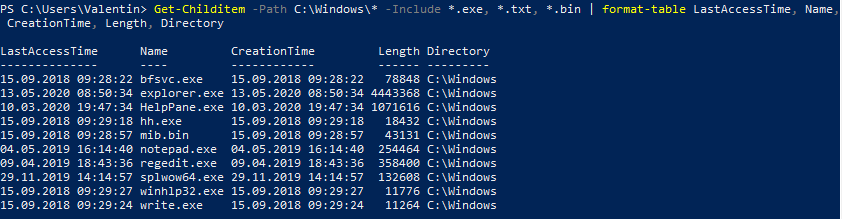 PS C:\Users\Valentin> Get-Childitem -Path C:\Windows\* -Include *.exe, *.txt, *.bin | format-table LastAccessTime, Name,
CreationTime, Length, Directory
LastAccessTime Name CreationTime Length Directory
-------------- ---- ------------ ------ ---------
15.09.2018 09:28:22 bfsvc.exe 15.09.2018 09:28:22 78848 C:\Windows
13.05.2020 08:50:34 explorer.exe 13.05.2020 08:50:34 4443368 C:\Windows
10.03.2020 19:47:34 HelpPane.exe 10.03.2020 19:47:34 1071616 C:\Windows
15.09.2018 09:29:18 hh.exe 15.09.2018 09:29:18 18432 C:\Windows
15.09.2018 09:28:57 mib.bin 15.09.2018 09:28:57 43131 C:\Windows
04.05.2019 16:14:40 notepad.exe 04.05.2019 16:14:40 254464 C:\Windows
09.04.2019 18:43:36 regedit.exe 09.04.2019 18:43:36 358400 C:\Windows
29.11.2019 14:14:57 splwow64.exe 29.11.2019 14:14:57 132608 C:\Windows
15.09.2018 09:29:27 winhlp32.exe 15.09.2018 09:29:27 11776 C:\Windows
15.09.2018 09:29:24 write.exe 15.09.2018 09:29:24 11264 C:\Windows